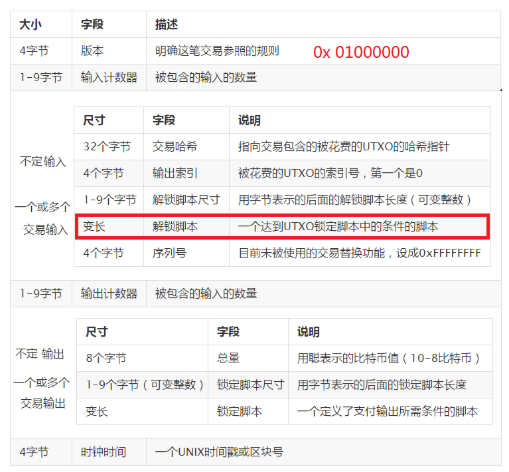 大小 字段 描述
4字节 版本 明确这笔交易参照的规则 0x 01000000
1-9字节 输入计数器 被包含的输入的数量
不定输入
一个或多个
交易输入
尺寸 字段 说明
32个字节 交易哈希 指向交易包含的被花费的UTXO的哈希指针
4个字节 输出索引 被花费的UTXO的索引号，第一个是0
1-9个字节 解锁脚本尺寸 用字节表示的后面的解锁脚本长度（可变整数）
变长 解锁脚本 一个达到UTXO锁定脚本中的条件的脚本
4个字节 序列号 目前未被使用的交易替换功能，设成0xFFFFFFFF
1-9字节 输出计数器 被包含的输入的数量
不定 输出
一个或多个
交易输出
尺寸 字段 说明
8个字节 总量 用聪表示的比特币值（10-8比特币）
1-9个字节（可变整数） 锁定脚本尺寸 用字节表示的后面的锁定脚本长度
变长 锁定脚本 一个定义了支付输出所需条件的脚本
4字节 时钟时间 一个UNIX时间戳或区块号